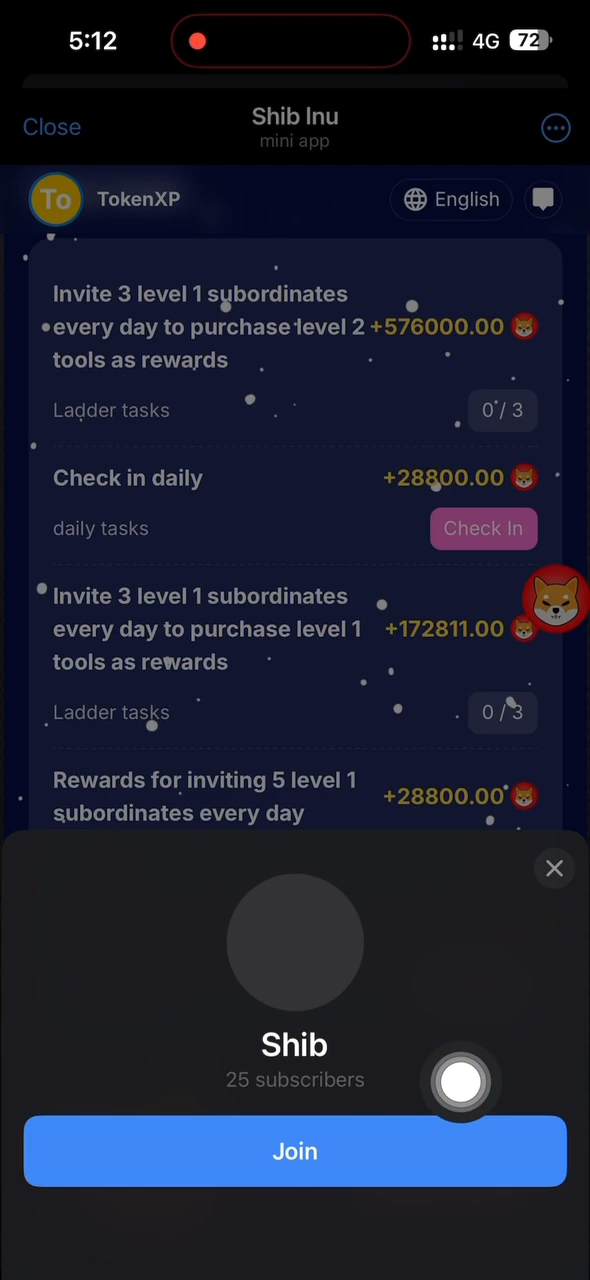 5:12
4G
72
Close
Shib Inu
mini app
To
TokenXP
English
Invite 3 level 1 subordinates
every day to purchase level 2
tools as rewards
+576000.00
Ladder tasks
0 / 3
Check in daily
+28800.00
daily tasks
Check In
Invite 3 level 1 subordinates
every day to purchase level 1
tools as rewards
+172811.00
Ladder tasks
0 / 3
Rewards for inviting 5 level 1
subordinates every day
+28800.00
Shib
25 subscribers
Join